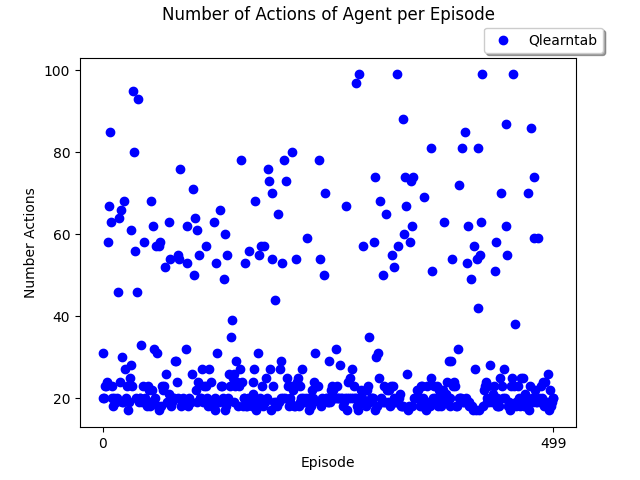 Number of Actions of Agent per Episode
Qlearntab
100
80
60
40
20
Number Actions
0
499
Episode